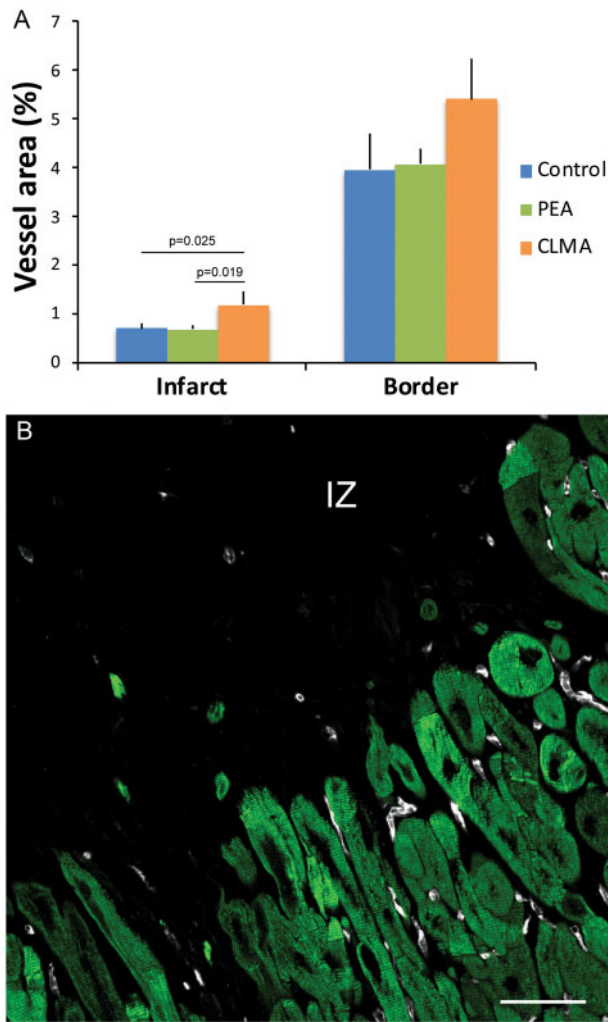 A
Vessel area (%)
7
6
5
4
3
2
1
0
p=0.025
p=0.019
Infarct
Border
Control
PEA
CLMA
B
IZ